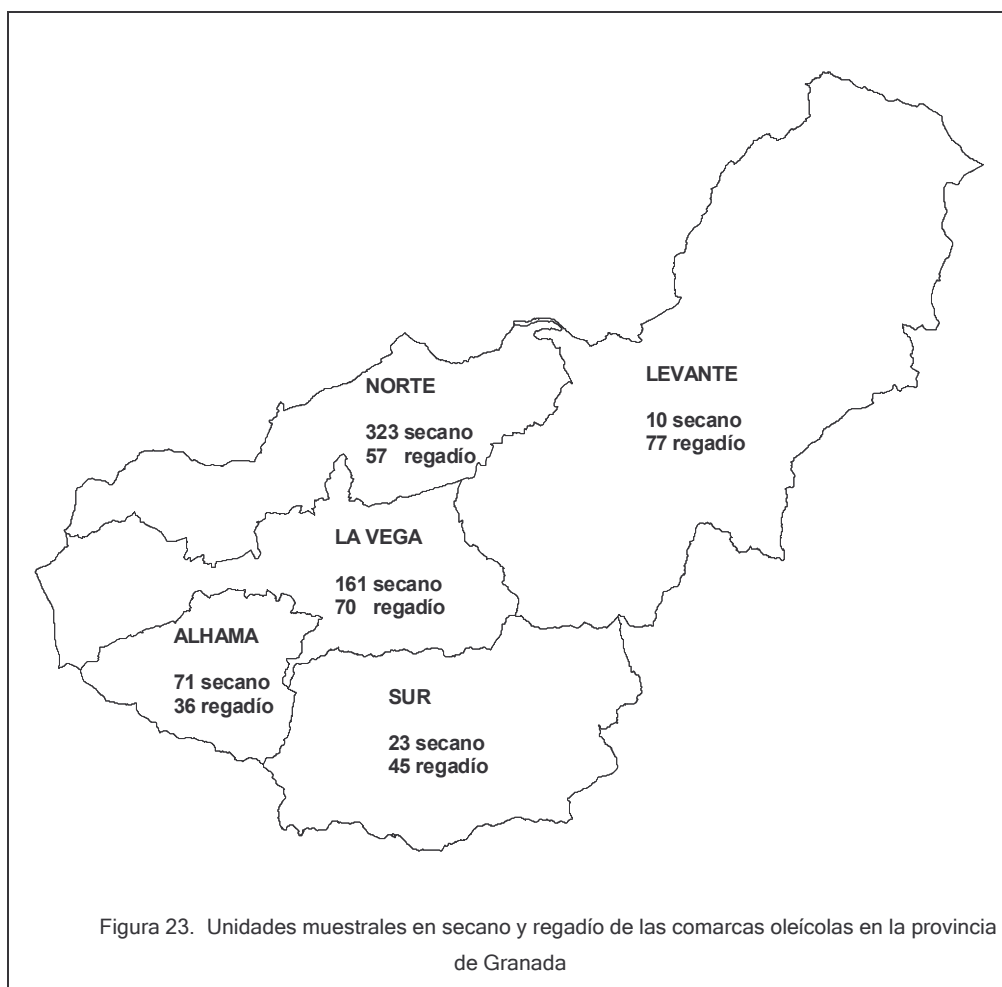 NORTE
323 secano
57 regadío
LEVANTE
10 secano
77 regadío
LA VEGA
161 secano
70 regadío
ALHAMA
71 secano
36 regadío
SUR
23 secano
45 regadío
Figura 23. Unidades muestrales en secano y regadío de las comarcas oleícolas en la provincia
de Granada